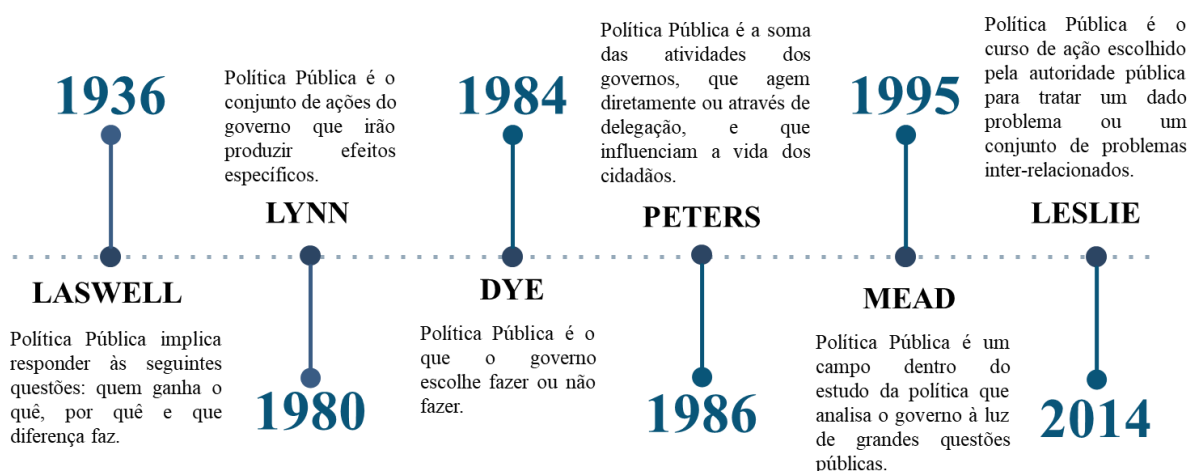 1936
LASWELL
Política Pública implica
responder às seguintes
questões: quem ganha o
quê, por quê e que
diferença faz.
Política Pública é o
conjunto de ações do
governo que irão
produzir efeitos
específicos.
LYNN
1980
1984
DYE
Política Pública é o
que o governo
escolhe fazer ou não
fazer.
Política Pública é a soma
das atividades dos
governos, que agem
diretamente ou através de
delegação, e que
influenciam a vida dos
cidadãos.
PETERS
1986
1995
MEAD
Política Pública é um
campo dentro do
estudo da política que
analisa o governo à luz
de grandes questões
públicas.
Política Pública é o
curso de ação escolhido
pela autoridade pública
para tratar um dado
problema ou um
conjunto de problemas
inter-relacionados.
LESLIE
2014